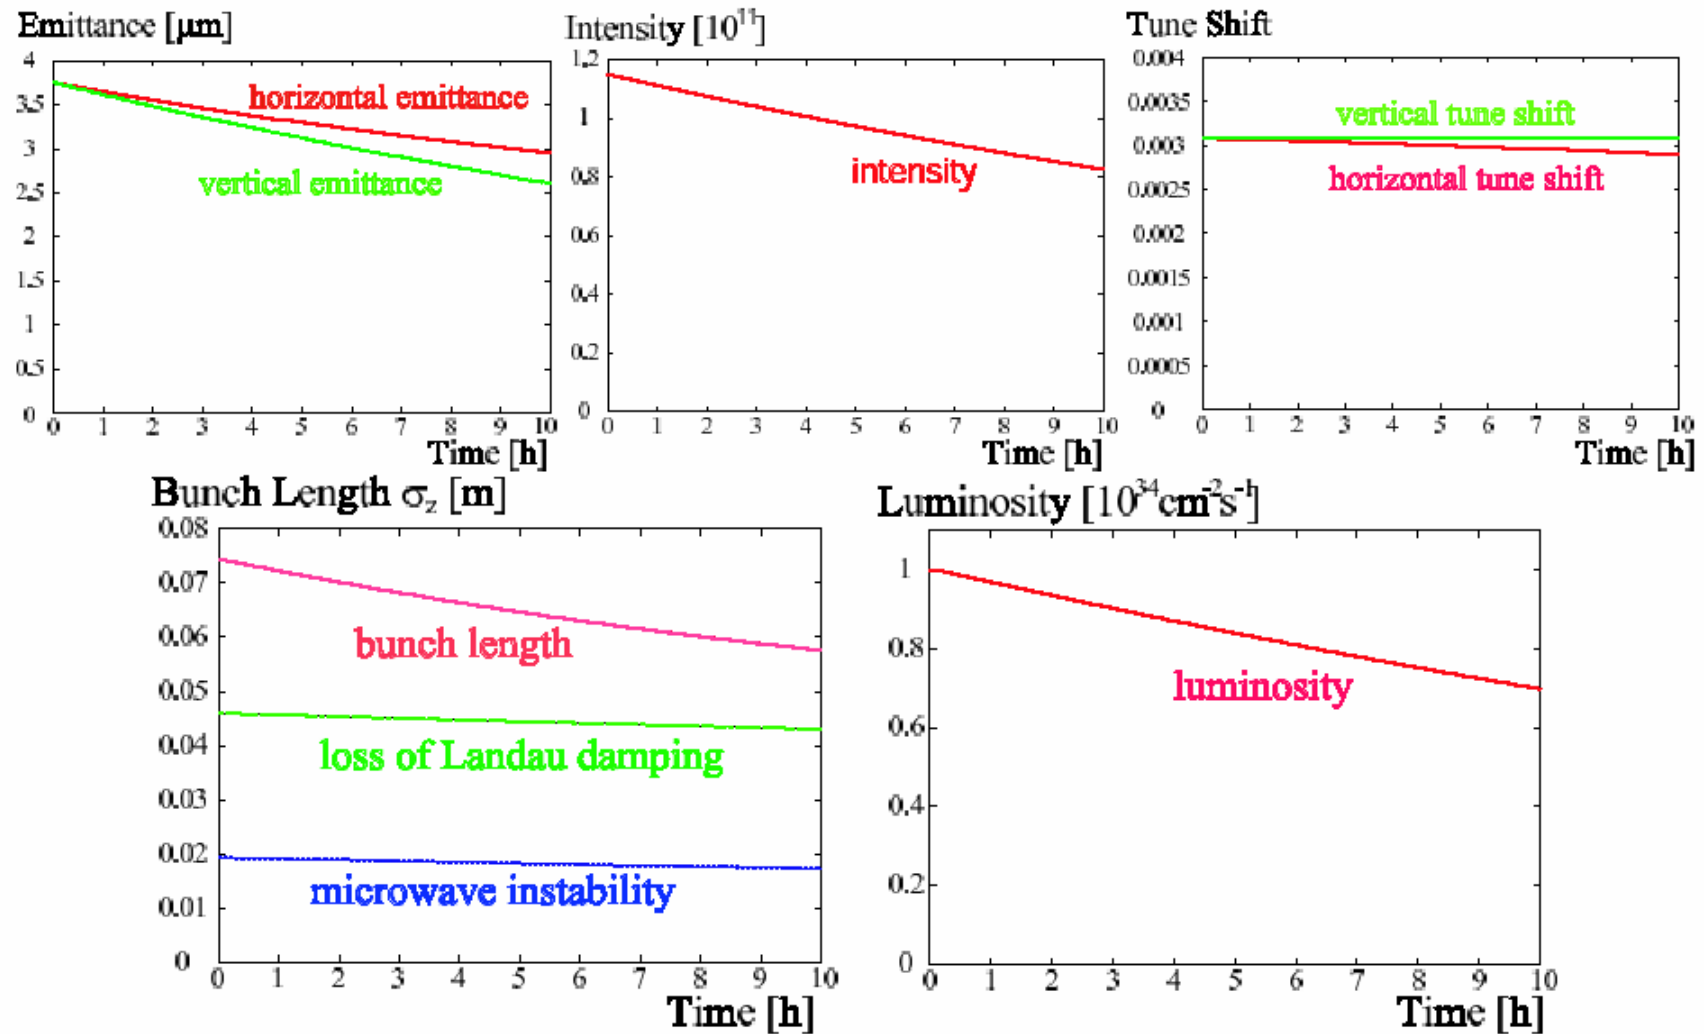 Emittance [μm]
4
3.5
3
2.5
2
1
1
0.5
0
0 1 2 3 4 5 6 7 8 9 10
Time [h]
horizontal emittance
vertical emittance
Intensity [10¹¹]
1.2
1
0.8
0.6
0.4
0.2
0
0 1 2 3 4 5 6 7 8 9 10
Time [h]
intensity
Tune Shift
0.004
0.0035
0.003
0.0025
0.002
0.0015
0.001
0.0005
0
0 1 2 3 4 5 6 7 8 9 10
Time [h]
vertical tune shift
horizontal tune shift
Bunch Length σz [m]
0.08
0.07
0.06
0.05
0.04
0.03
0.02
0.01
0
0 1 2 3 4 5 6 7 8 9 10
Time [h]
bunch length
loss of Landau damping
microwave instability
Luminosity [10³⁴cm⁻²s⁻¹]
1
0.8
0.6
0.4
0.2
0
0 1 2 3 4 5 6 7 8 9 10
Time [h]
luminosity